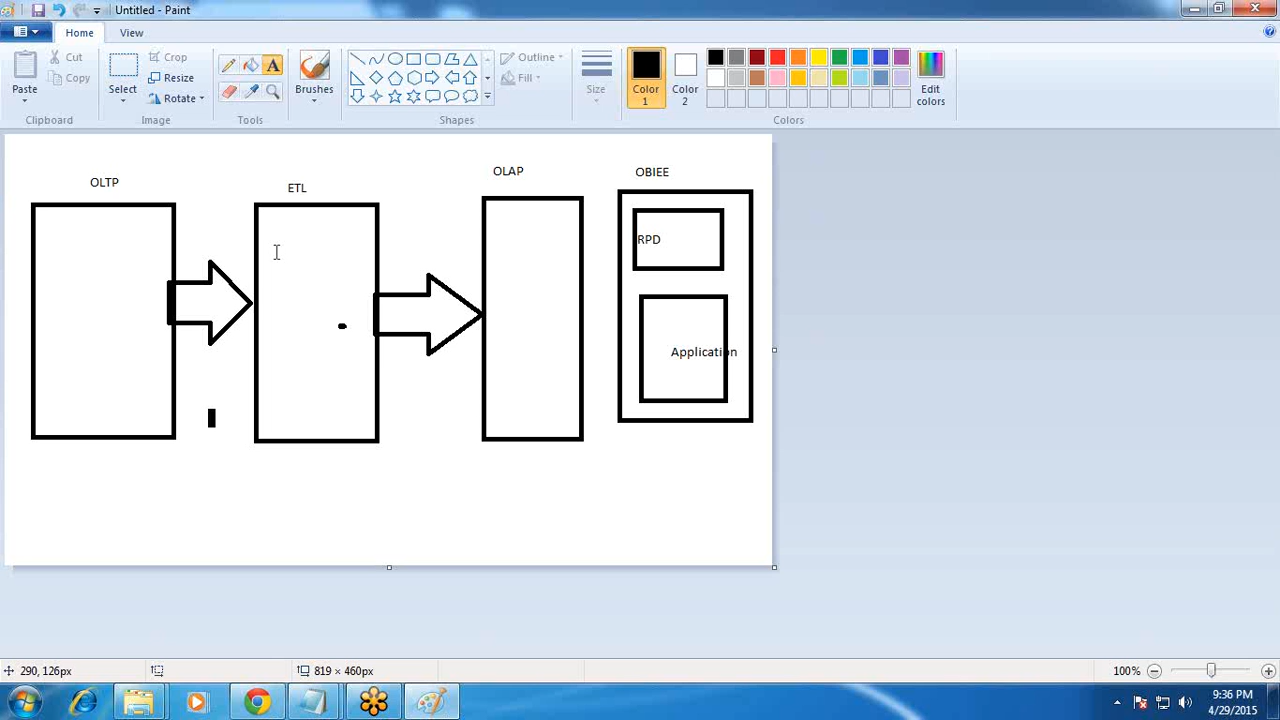 Untitled - Paint
Home
View
Paste
Cut
Copy
Clipboard
Select
Crop
Resize
Rotate
Image
A
Tools
Brushes
Shapes
Outline
Fill
Size
Color
1
Color
2
Colors
Edit
colors
OLTP
ETL
OLAP
OBIEE
RPD
Application
290, 126px
819 × 460px
100%
9:36 PM
4/29/2015